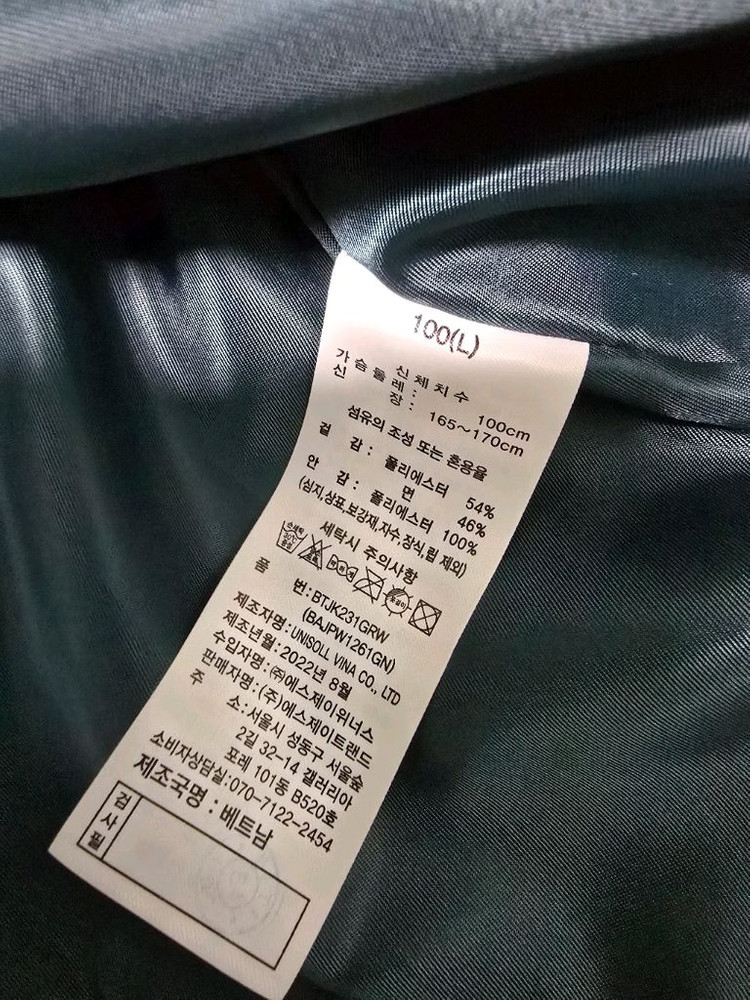 100(L)
신체치수
가슴둘레: 100cm
신 장: 165~170cm
섬유의 조성 또는 혼용율
겉 감: 폴리에스터 54%
면 46%
안 감: 폴리에스터 100%
(심지,상표,보강재,자수,장식,립 제외)
세탁시 주의사항
손세탁
30℃
중성
품 번:BTJK231GRW
(BAJPW1261GN)
제조자명:UNISOLL VINA CO., LTD
제조년월:2022년 8월
수입자명:㈜에스제이위너스
판매자명:(주)에스제이트랜드
주 소:서울시 성동구 서울숲
2길 32-14 갤러리아
포레 101동 B520호
소비자상담실:070-7122-2454
제조국명 : 베트남
검사필